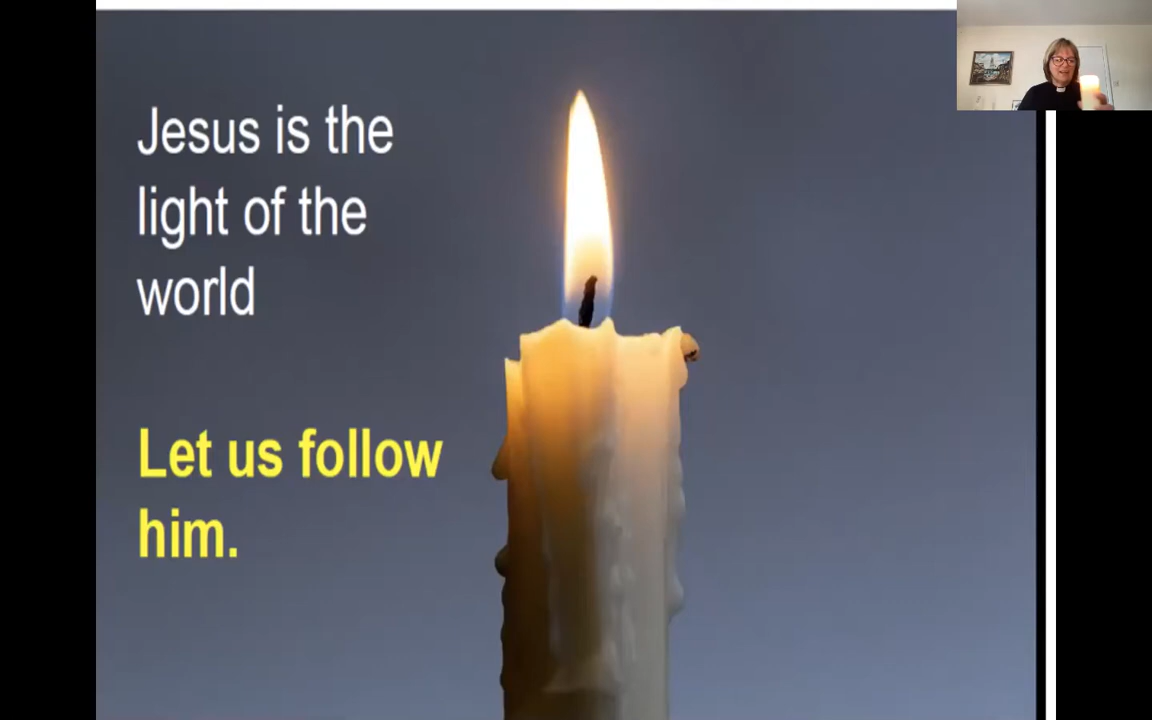 Jesus is the
light of the
world
Let us follow
him.